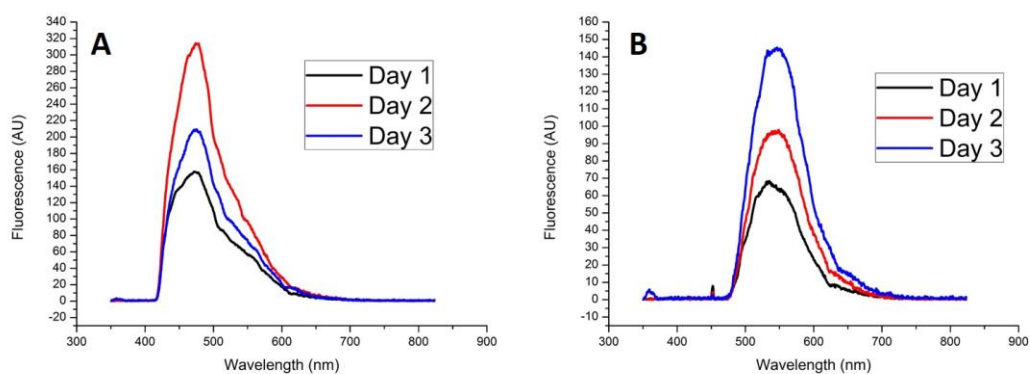 A
Day 1
Day 2
Day 3
Fluorescence (AU)
340
320
300
280
260
240
220
200
180
160
140
120
100
80
60
40
20
0
-20
300 400 500 600 700 800 900
Wavelength (nm)
B
Day 1
Day 2
Day 3
Fluorescence (AU)
160
150
140
130
120
110
100
90
80
70
60
50
40
30
20
10
0
-10
300 400 500 600 700 800 900
Wavelength (nm)